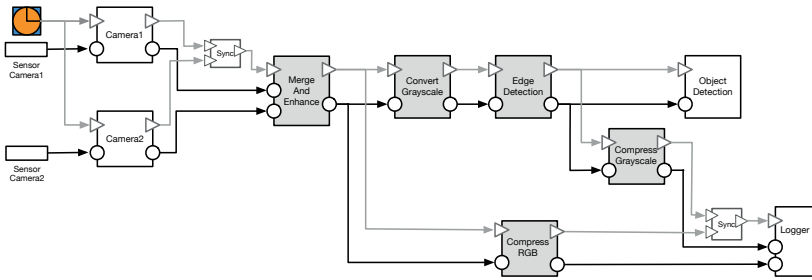 Camera1
Sync
Sensor
Camera1
Merge
And
Enhance
Convert
Grayscale
Edge
Detection
Object
Detection
Camera2
Sensor
Camera2
Compress
Grayscale
Sync
Compress
RGB
Logger